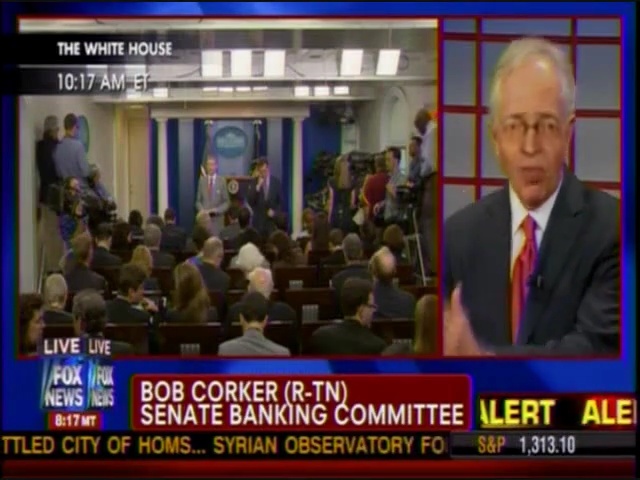 THE WHITE HOUSE
10:17 AM ET
LIVE LIVE
FOX NEWS
FOX NEWS
8:17 MT
BOB CORKER (R-TN)
SENATE BANKING COMMITTEE
ALERT ALE
TTLED CITY OF HOMS... SYRIAN OBSERVATORY FO
S&P 1,313.10